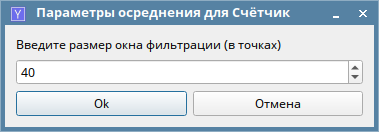 Параметры осреднения для Счётчик
Введите размер окна фильтрации (в точках)
40
Ok
Отмена